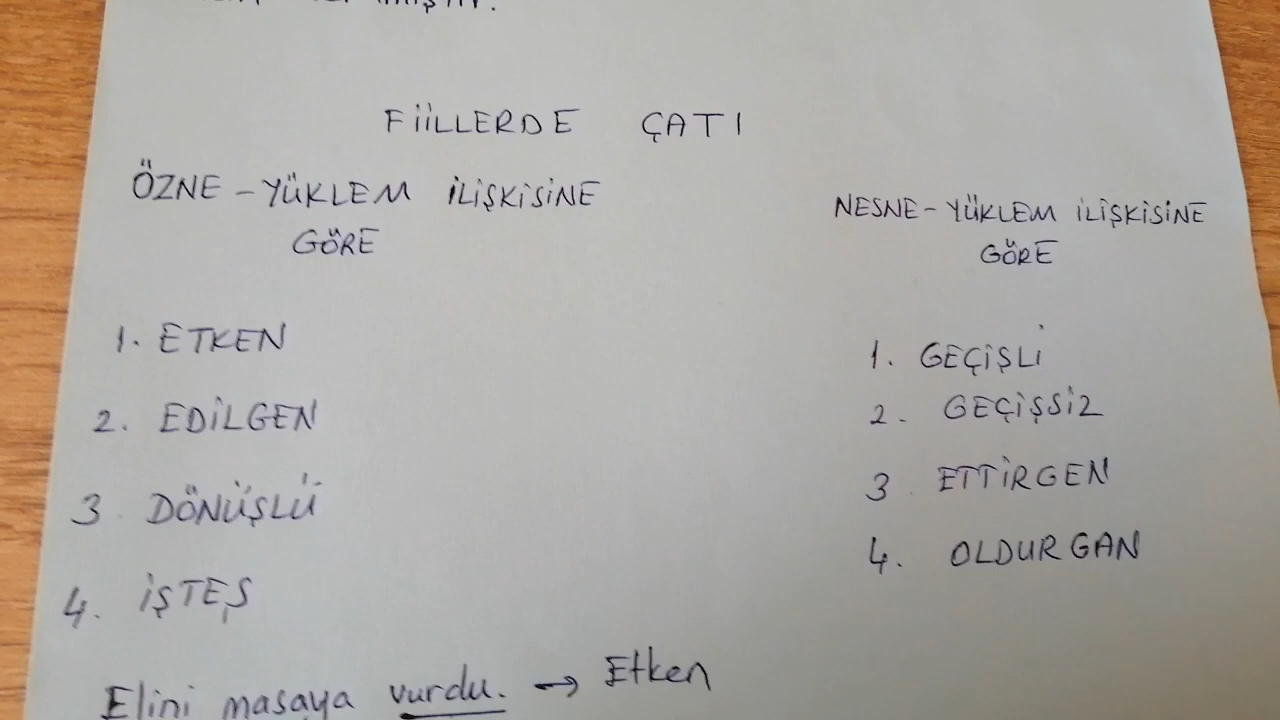 FİİLLERDE ÇATI
ÖZNE - YÜKLEM İLİŞKİSİNE
GÖRE
1. ETKEN
2. EDİLGEN
3. DÖNÜŞLÜ
4. İŞTEŞ
NESNE - YÜKLEM İLİŞKİSİNE
GÖRE
1. GEÇİŞLİ
2. GEÇİŞSİZ
3 ETTİRGEN
4. OLDURGAN
Elini masaya vurdu. → Etken